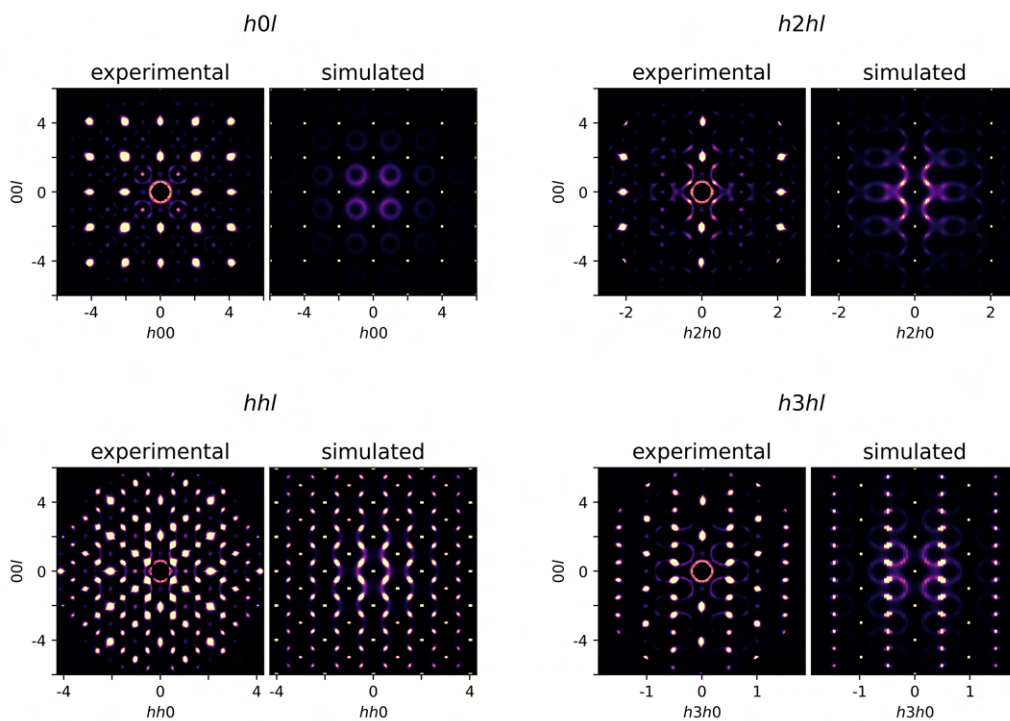 h0l
experimental simulated
4
0
-4
00l
-4 0 4
h00
-4 0 4
h00
h2hl
experimental simulated
4
0
-4
00l
-2 0 2
h2h0
-2 0 2
h2h0
hhl
experimental simulated
4
0
-4
00l
-4 0 4
hh0
-4 0 4
hh0
h3hl
experimental simulated
4
0
-4
00l
-1 0 1
h3h0
-1 0 1
h3h0